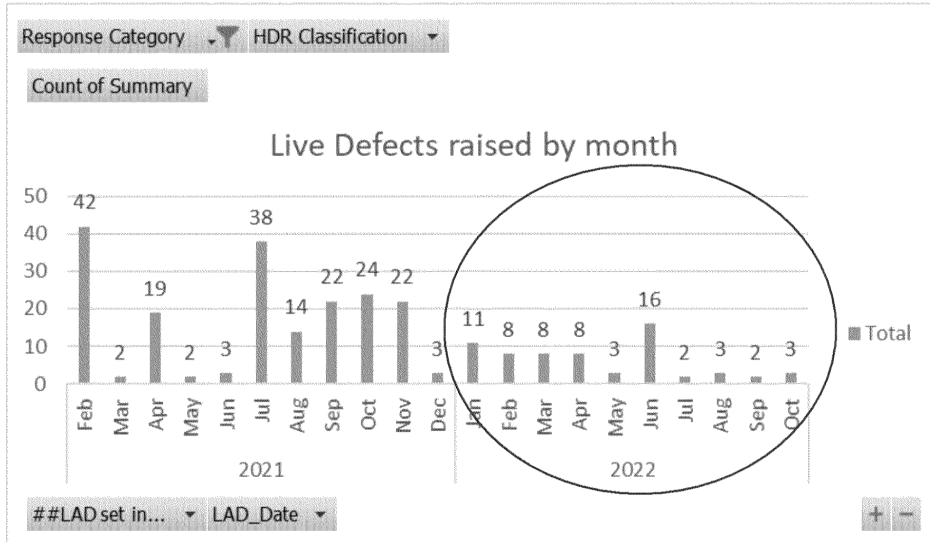 Response Category HDR Classification
Count of Summary
Live Defects raised by month
50
40
30
20
10
0
42 2 19 2 3 38 14 22 24 22 3 11 8 8 8 3 16 2 3 2 3
Total
Feb Mar Apr May Jun Jul Aug Sep Oct Nov Dec Jan Feb Mar Apr May Jun Jul Aug Sep Oct
2021 2022
##LAD set in... LAD_Date
+ -